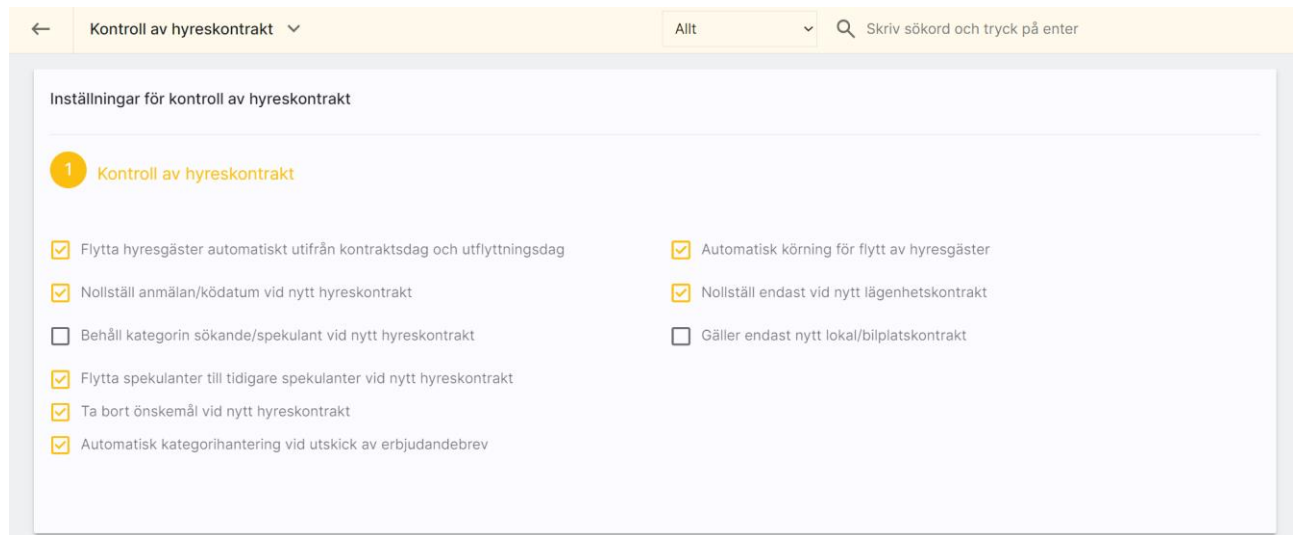 Kontroll av hyreskontrakt
Allt
Skriv sökord och tryck på enter
Inställningar för kontroll av hyreskontrakt
1
Kontroll av hyreskontrakt
Flytta hyresgäster automatiskt utifrån kontraktsdag och utflyttningsdag
Automatisk körning för flytt av hyresgäster
Nollställ anmälan/ködatum vid nytt hyreskontrakt
Nollställ endast vid nytt lägenhetskontrakt
Behåll kategorin sökande/spekulant vid nytt hyreskontrakt
Gäller endast nytt lokal/bilplatskontrakt
Flytta spekulanter till tidigare spekulanter vid nytt hyreskontrakt
Ta bort önskemål vid nytt hyreskontrakt
Automatisk kategorihantering vid utskick av erbjudandebrev